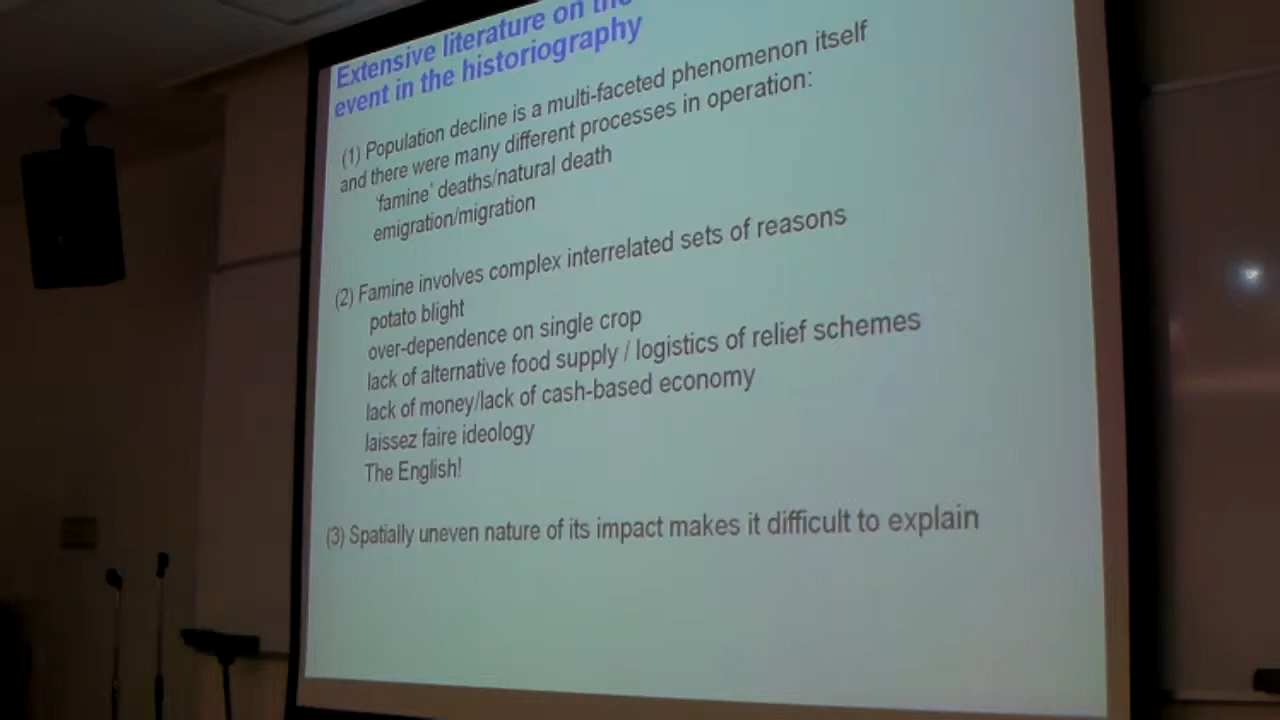 Extensive literature on the
event in the historiography
(1) Population decline is a multi-faceted phenomenon itself
and there were many different processes in operation:
'famine' deaths/natural death
emigration/migration
(2) Famine involves complex interrelated sets of reasons
potato blight
over-dependence on single crop
lack of alternative food supply / logistics of relief schemes
lack of money/lack of cash-based economy
laissez faire ideology
The English!
(3) Spatially uneven nature of its impact makes it difficult to explain